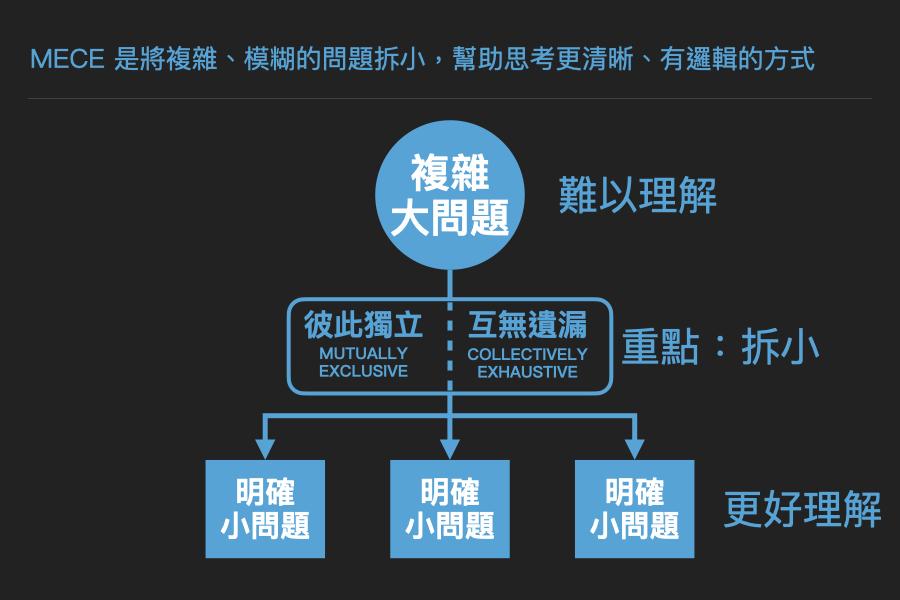 MECE 是將複雜、模糊的問題拆小，幫助思考更清晰、有邏輯的方式
複雜
大問題
難以理解
彼此獨立
MUTUALLY
EXCLUSIVE
互無遺漏
COLLECTIVELY
EXHAUSTIVE
重點：拆小
明確
小問題
明確
小問題
明確
小問題
更好理解